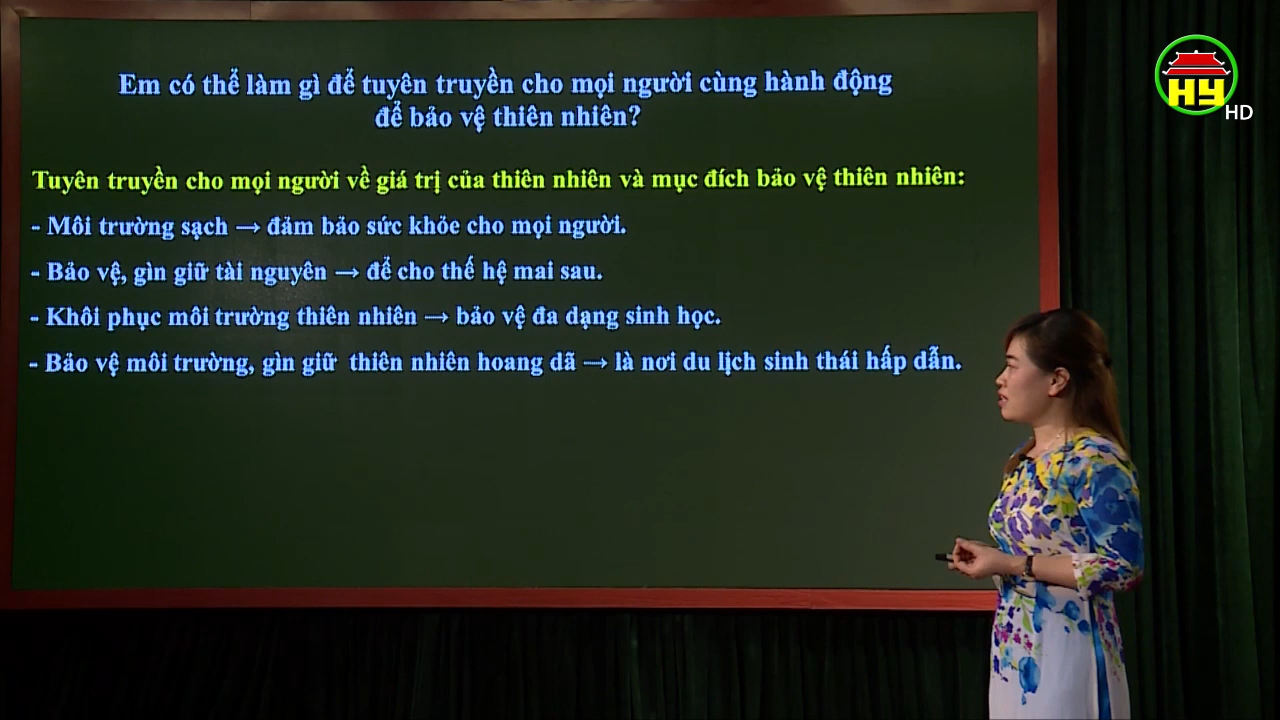 Em có thể làm gì để tuyên truyền cho mọi người cùng hành động
để bảo vệ thiên nhiên?
Tuyên truyền cho mọi người về giá trị của thiên nhiên và mục đích bảo vệ thiên nhiên:
- Môi trường sạch → đảm bảo sức khỏe cho mọi người.
- Bảo vệ, gìn giữ tài nguyên → để cho thế hệ mai sau.
- Khôi phục môi trường thiên nhiên → bảo vệ đa dạng sinh học.
- Bảo vệ môi trường, gìn giữ  thiên nhiên hoang dã → là nơi du lịch sinh thái hấp dẫn.
HY
HD